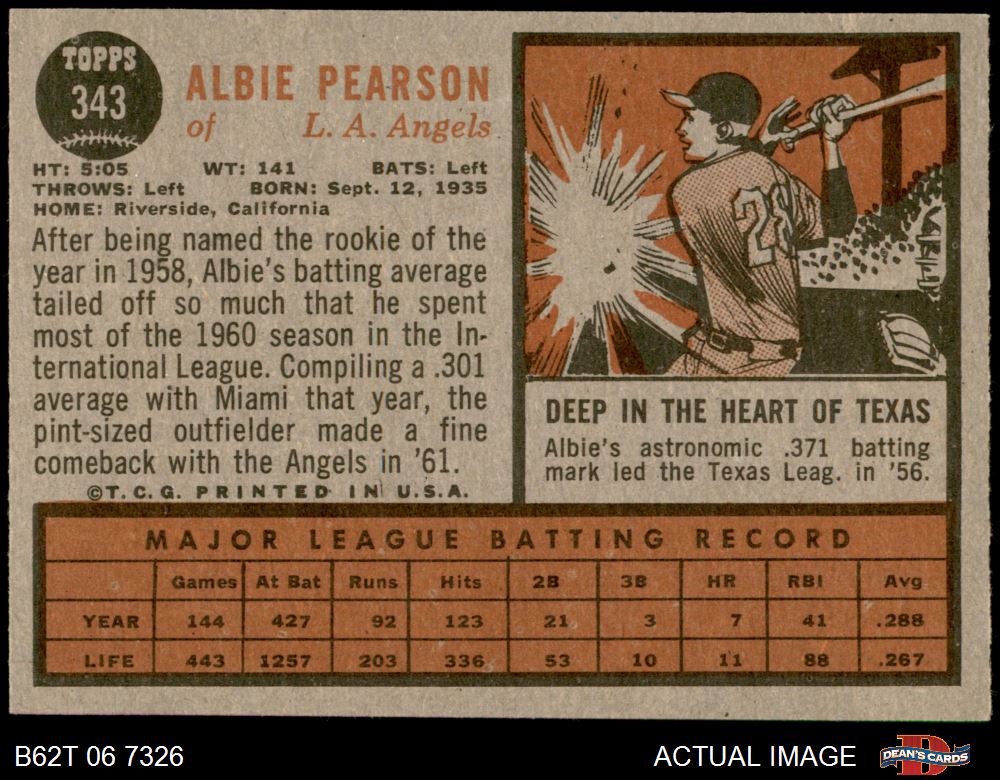 TOPPS
343
ALBIE PEARSON
of L. A. Angels
HT: 5:05 WT: 141 BATS: Left
THROWS: Left BORN: Sept. 12, 1935
HOME: Riverside, California
After being named the rookie of the
year in 1958, Albie's batting average
tailed off so much that he spent
most of the 1960 season in the In-
ternational League. Compiling a .301
average with Miami that year, the
pint-sized outfielder made a fine
comeback with the Angels in '61.
©T.C.G. PRINTED IN U.S.A.
28
DEEP IN THE HEART OF TEXAS
Albie's astronomic .371 batting
mark led the Texas Leag. in '56.
MAJOR LEAGUE BATTING RECORD
Games At Bat Runs Hits 2B 3B HR RBI Avg
YEAR 144 427 92 123 21 3 7 41 .288
LIFE 443 1257 203 336 53 10 11 88 .267
B62T 06 7326 ACTUAL IMAGE
D
DEAN'S CARDS